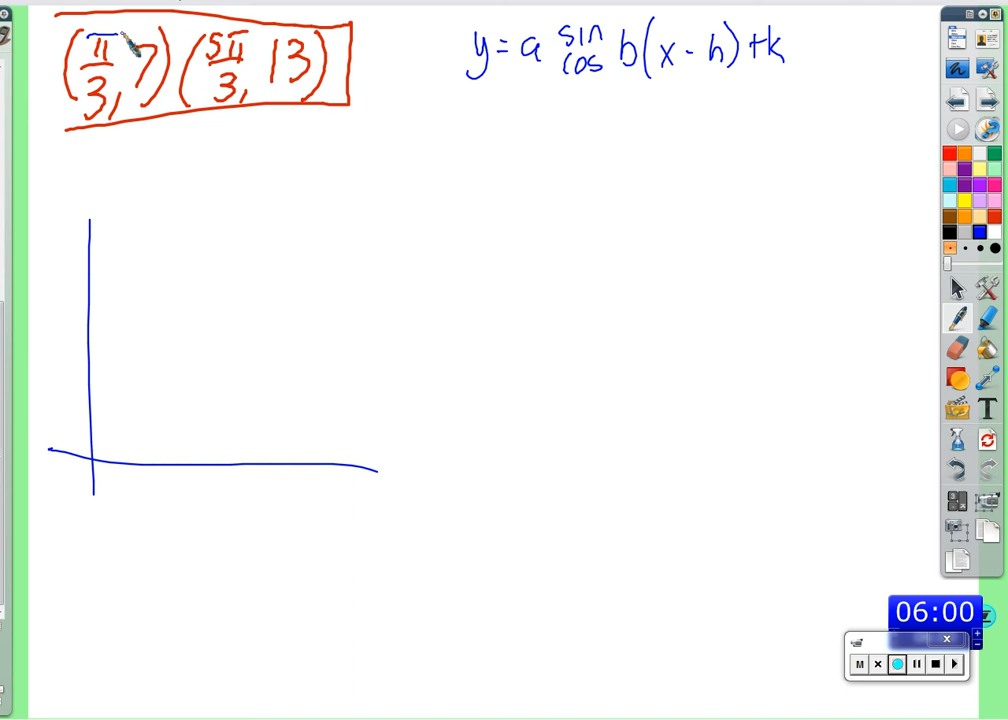 (π/3, 7) (5π/3, 13)
y = a sin cos b(x - h) + k
06:00
M
T